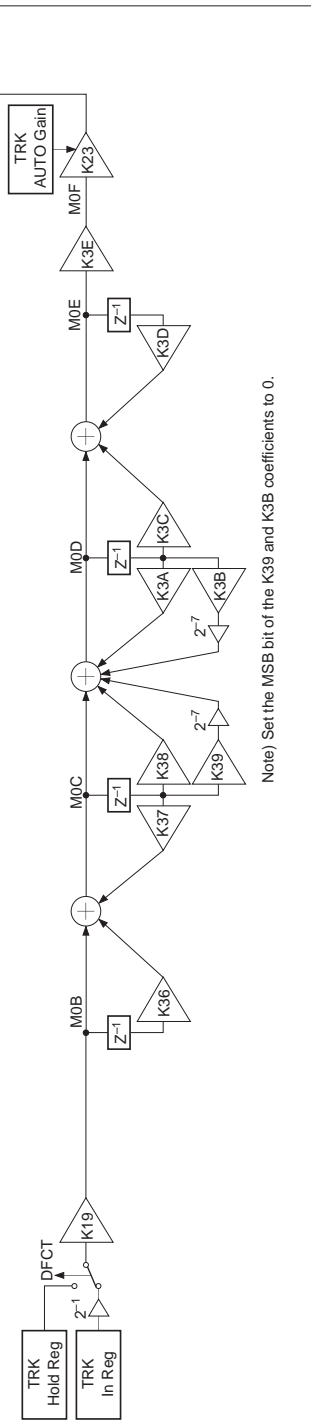 TRK
Hold Reg
TRK
In Reg
2⁻¹
DFCT
K19
M0B
Z⁻¹
K36
M0C
Z⁻¹
K37
K38
K39
2⁻⁷
2⁻⁷
M0D
Z⁻¹
K3A
K3C
K3B
M0E
Z⁻¹
K3D
K3E
M0F
K23
TRK
AUTO Gain
Note) Set the MSB bit of the K39 and K3B coefficients to 0.